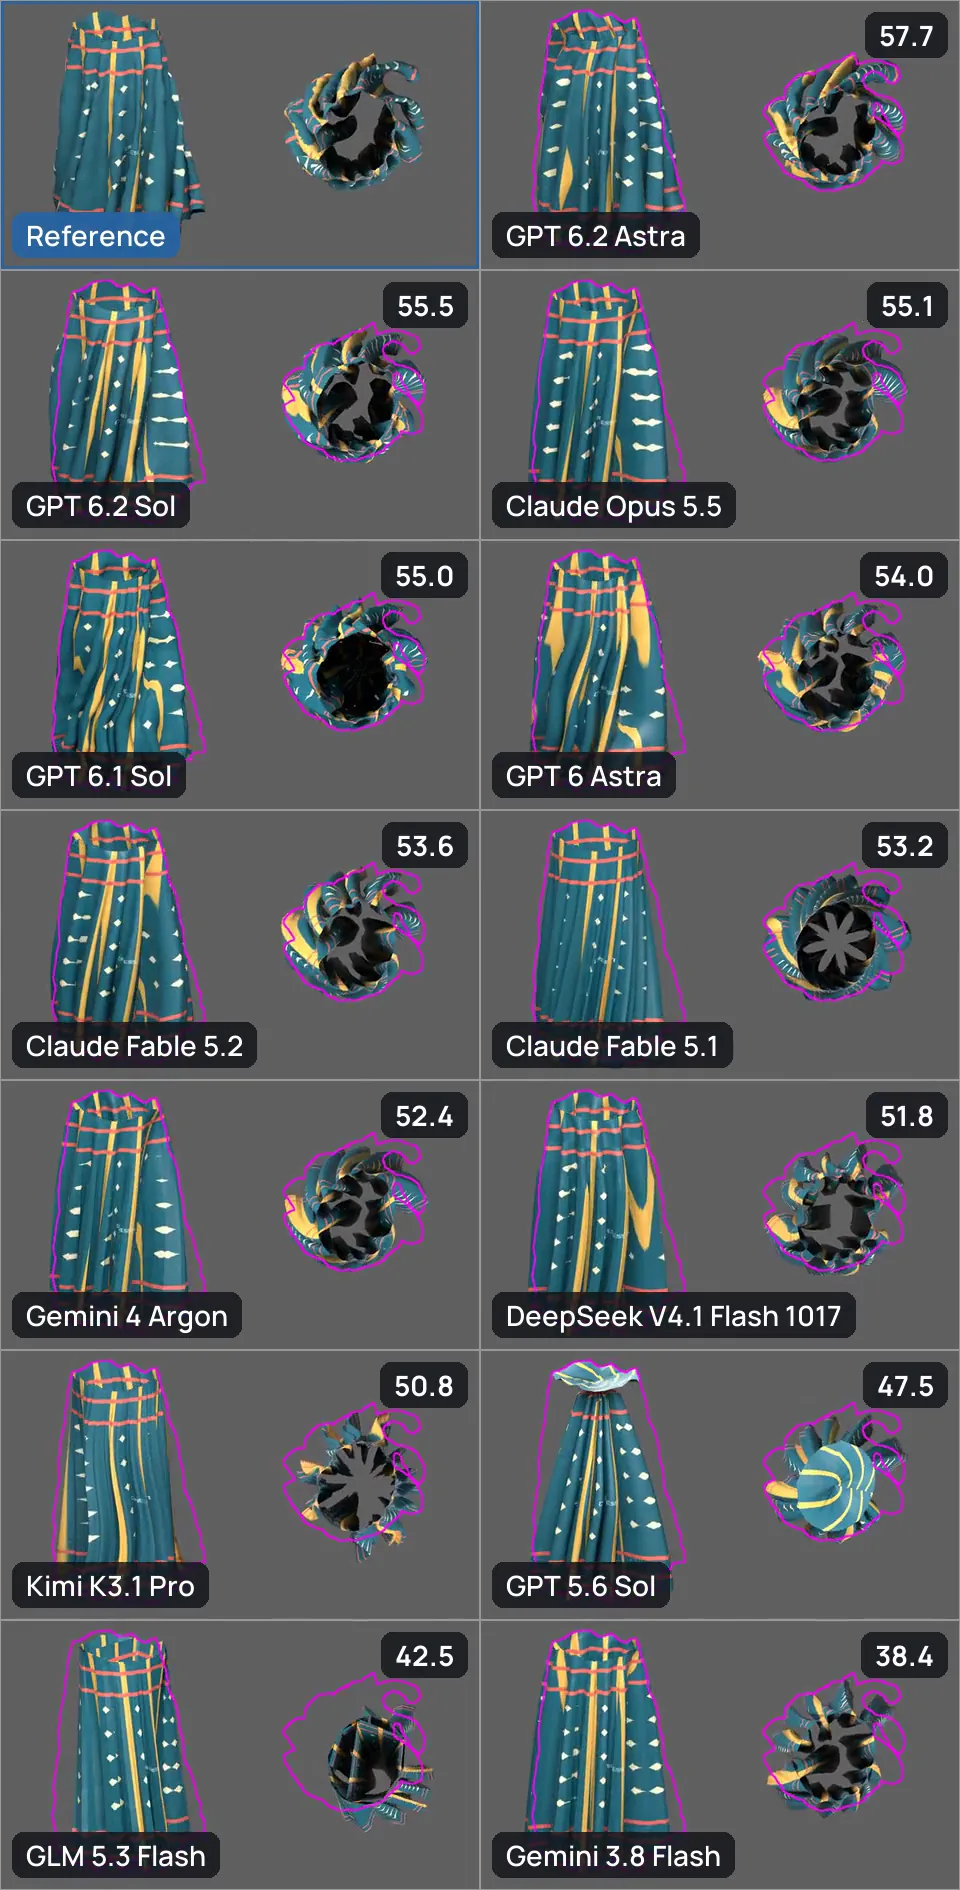 Reference
57.7
GPT 6.2 Astra
55.5
GPT 6.2 Sol
55.1
Claude Opus 5.5
55.0
GPT 6.1 Sol
54.0
GPT 6 Astra
53.6
Claude Fable 5.2
53.2
Claude Fable 5.1
52.4
Gemini 4 Argon
51.8
DeepSeek V4.1 Flash 1017
50.8
Kimi K3.1 Pro
47.5
GPT 5.6 Sol
42.5
GLM 5.3 Flash
38.4
Gemini 3.8 Flash